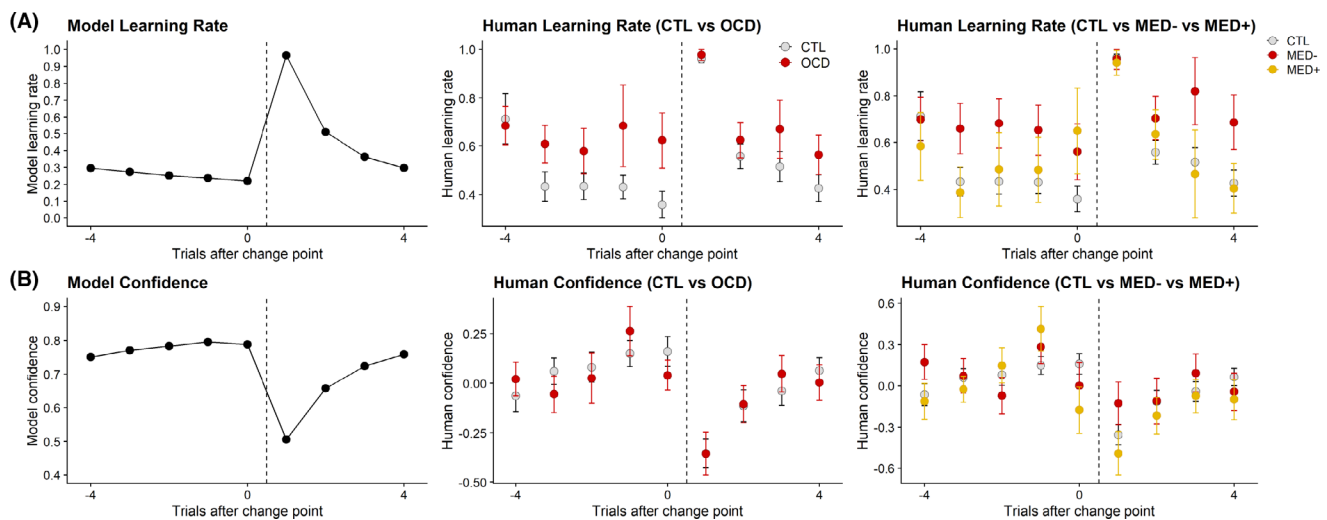 (A)
Model Learning Rate
Model learning rate
1.0
0.9
0.8
0.7
0.6
0.5
0.4
0.3
0.2
0.1
0.0
-4
0
4
Trials after change point
Human Learning Rate (CTL vs OCD)
CTL
OCD
Human learning rate
1.0
0.8
0.6
0.4
-4
0
4
Trials after change point
Human Learning Rate (CTL vs MED- vs MED+)
CTL
MED-
MED+
Human learning rate
1.0
0.8
0.6
0.4
-4
0
4
Trials after change point
(B)
Model Confidence
Model confidence
0.9
0.8
0.7
0.6
0.5
0.4
-4
0
4
Trials after change point
Human Confidence (CTL vs OCD)
Human confidence
0.25
0.00
-0.25
-0.50
-4
0
4
Trials after change point
Human Confidence (CTL vs MED- vs MED+)
Human confidence
0.6
0.3
0.0
-0.3
-0.6
-4
0
4
Trials after change point